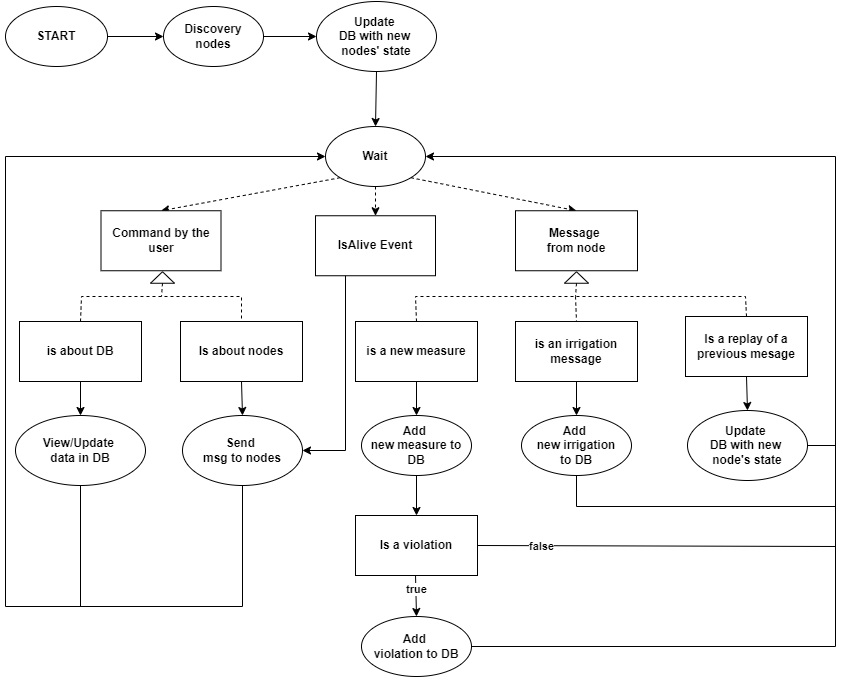 START
Discovery
nodes
Update
DB with new
nodes' state
Wait
Command by the
user
IsAlive Event
Message
from node
is about DB
Is about nodes
is a new measure
is an irrigation
message
Is a replay of a
previous mesage
View/Update
data in DB
Send
msg to nodes
Add
new measure to
DB
Add
new irrigation
to DB
Update
DB with new
node's state
Is a violation
false
true
Add
violation to DB